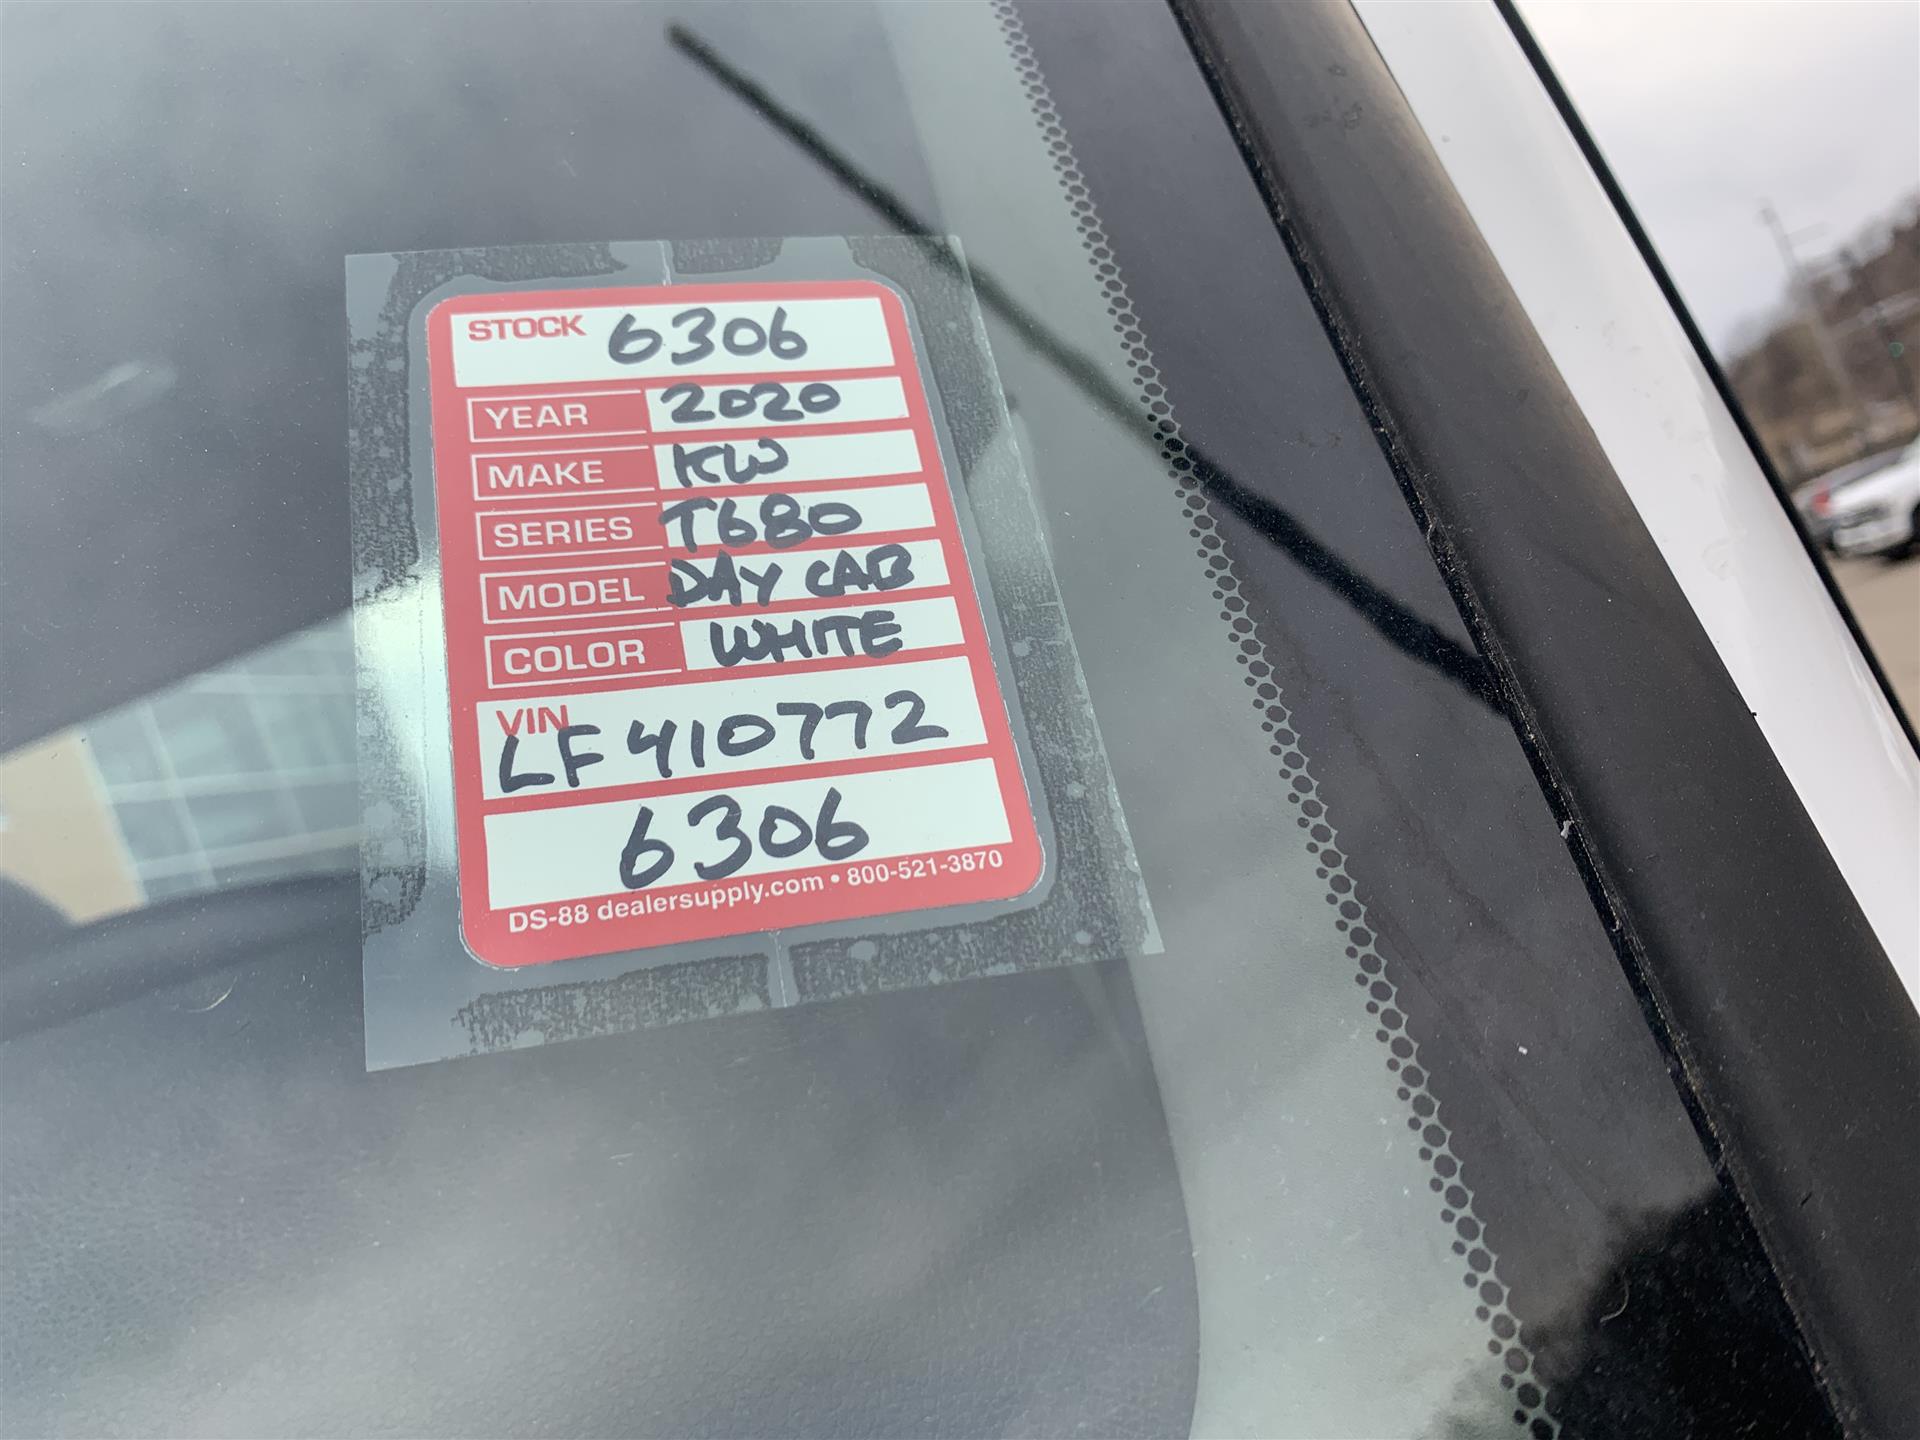 STOCK 6306
YEAR 2020
MAKE KW
SERIES T680
MODEL DAY CAB
COLOR WHITE
VIN
LF410772
6306
DS-88 dealersupply.com • 800-521-3870